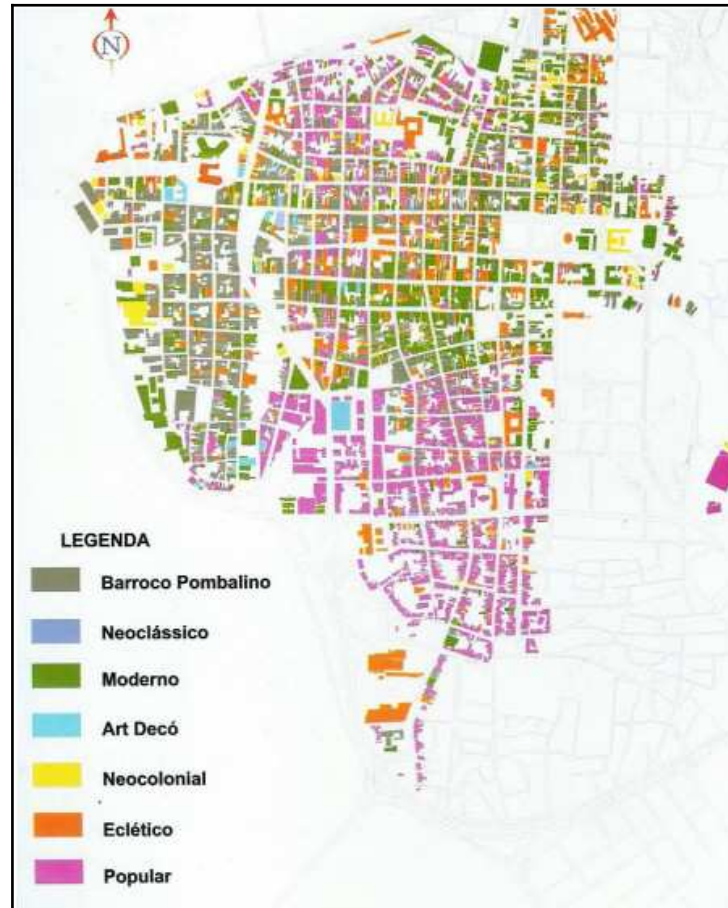 N
LEGENDA
Barroco Pombalino
Neoclássico
Moderno
Art Decó
Neocolonial
Eclético
Popular